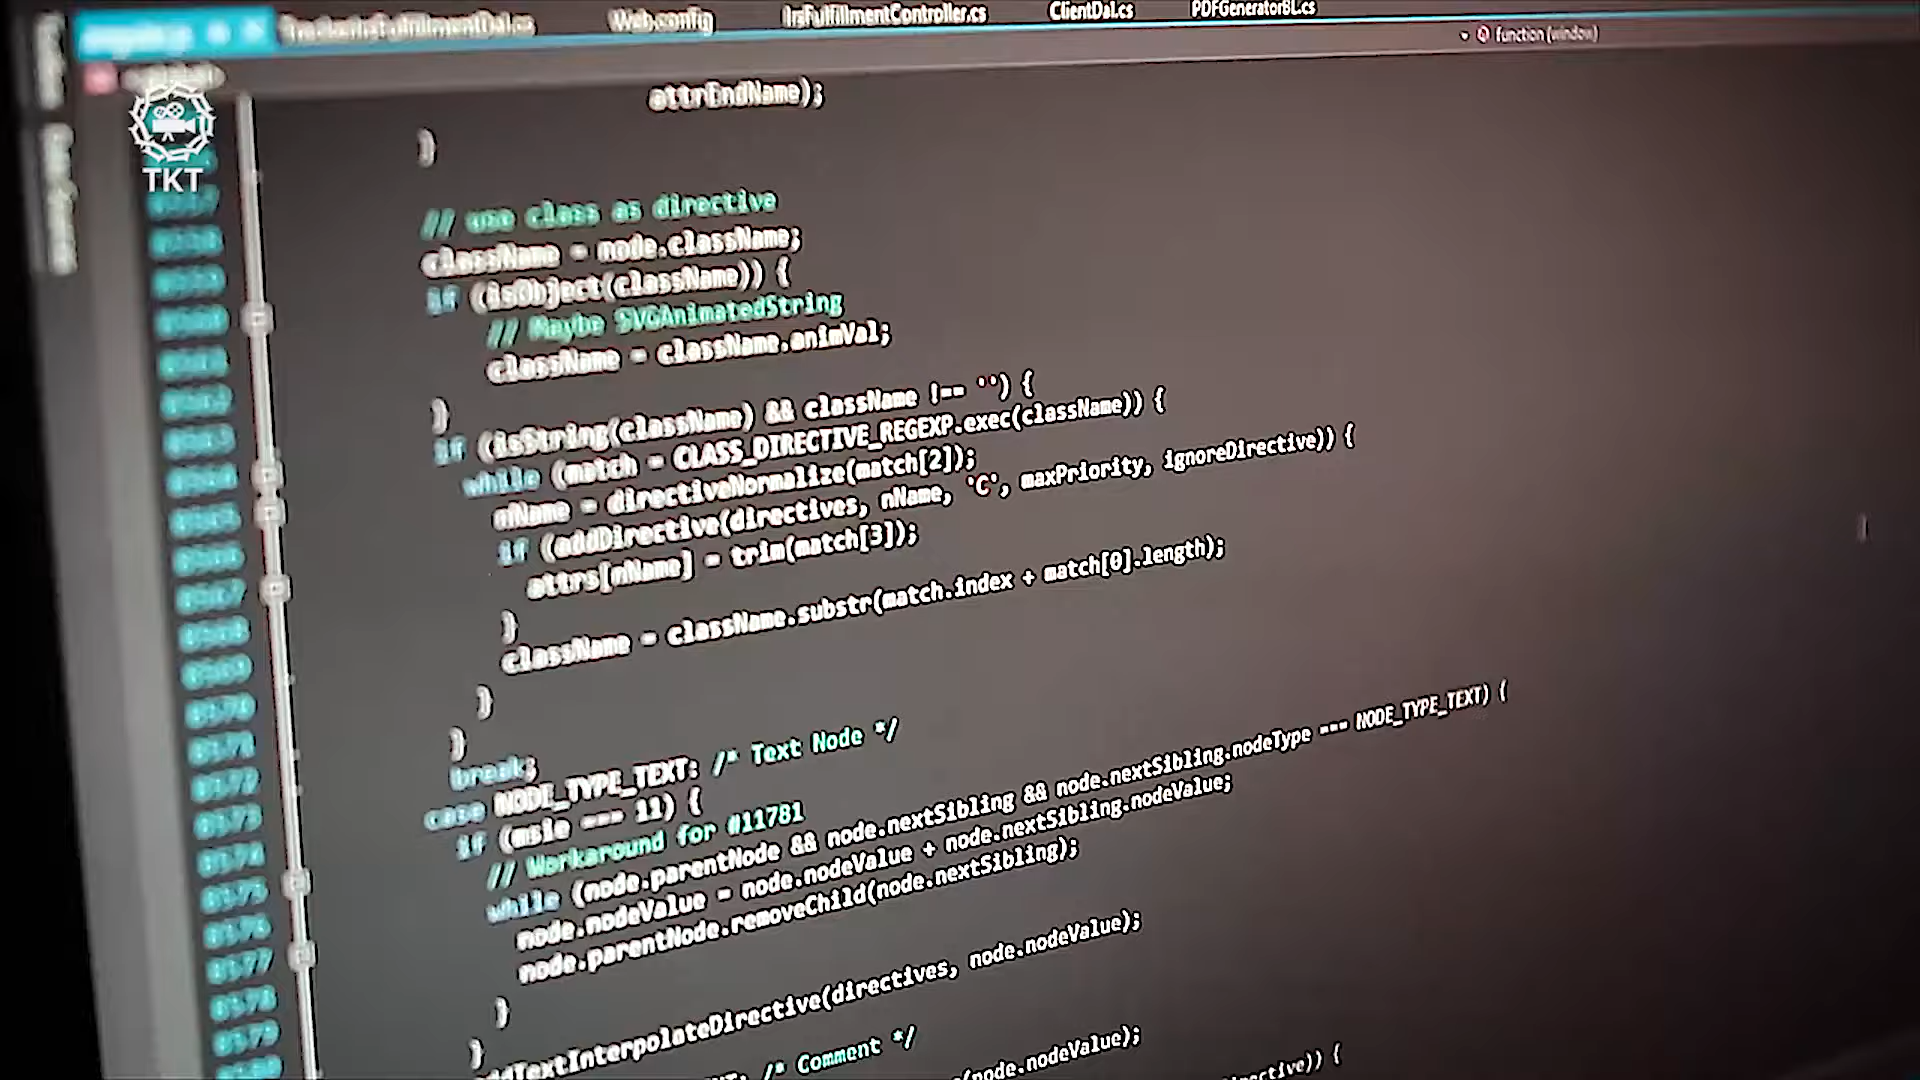 Web.config IrsFulfillmentController.cs ClientDal.cs PDFGeneratorBL.cs
function (window)
TKT
attrEndName);
}
// use class as directive
className = node.className;
if (isObject(className)) {
// Maybe SVGAnimatedString
className = className.animVal;
}
if (isString(className) && className !== '') {
while (match = CLASS_DIRECTIVE_REGEXP.exec(className)) {
nName = directiveNormalize(match[2]);
if (addDirective(directives, nName, 'C', maxPriority, ignoreDirective)) {
attrs[nName] = trim(match[3]);
}
className = className.substr(match.index + match[0].length);
}
}
break;
case NODE_TYPE_TEXT: /* Text Node */
if (msie === 11) {
// Workaround for #11781
while (node.parentNode && node.nextSibling && node.nextSibling.nodeType === NODE_TYPE_TEXT) {
node.nodeValue = node.nodeValue + node.nextSibling.nodeValue;
node.parentNode.removeChild(node.nextSibling);
}
}
addTextInterpolateDirective(directives, node.nodeValue);
/* Comment */
node.nodeValue);